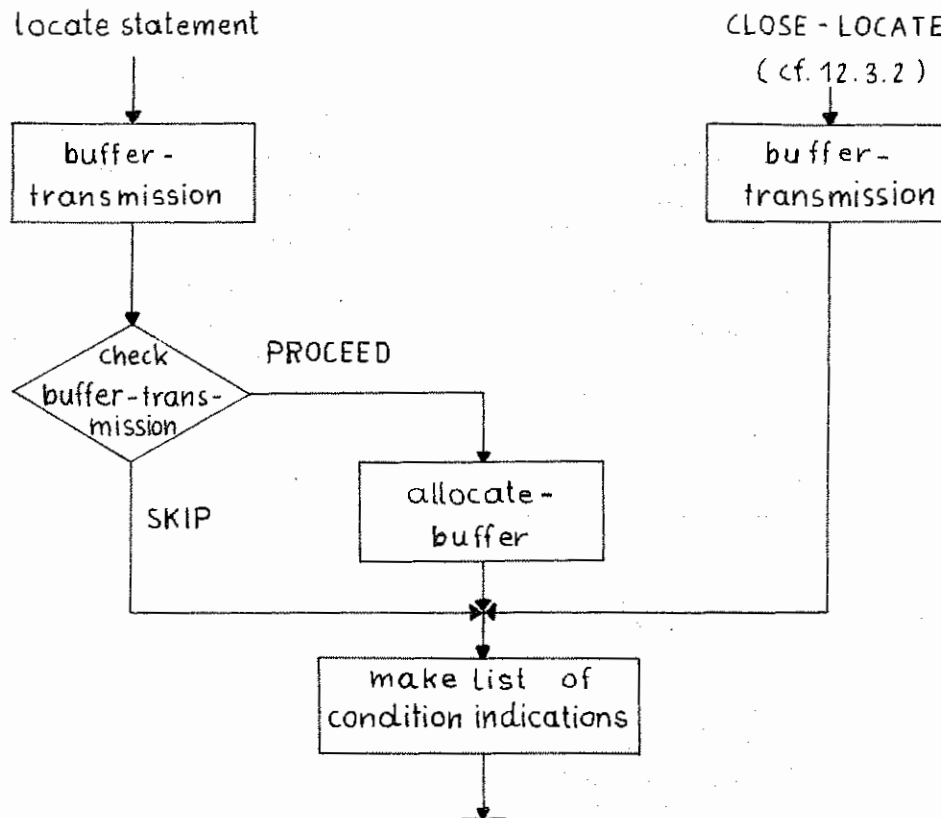 locate statement
CLOSE - LOCATE
( cf. 12.3.2 )
buffer -
transmission
buffer -
transmission
check
buffer-trans-
mission
PROCEED
SKIP
allocate -
buffer
make list of
condition indications